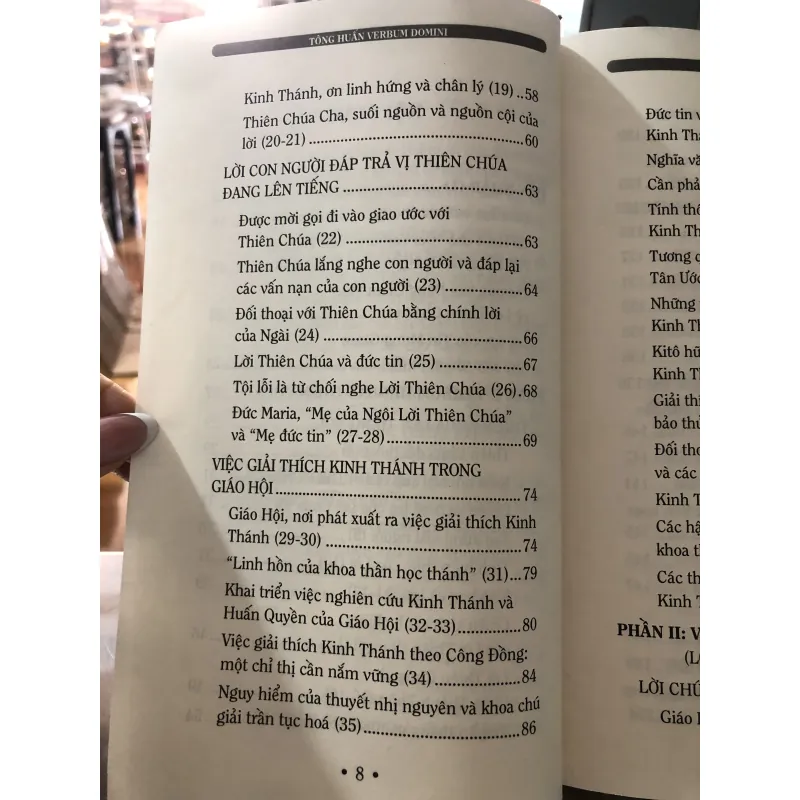 TÔNG HUẤN VERBUM DOMINI
Kinh Thánh, ơn linh hứng và chân lý (19) ..58
Thiên Chúa Cha, suối nguồn và nguồn cội của
lời (20-21) ........................................................60
LỜI CON NGƯỜI ĐÁP TRẢ VỊ THIÊN CHÚA
ĐANG LÊN TIẾNG ............................................63
Được mời gọi đi vào giao ước với
Thiên Chúa (22) ............................................63
Thiên Chúa lắng nghe con người và đáp lại
các vấn nạn của con người (23) ....................64
Đối thoại với Thiên Chúa bằng chính lời
của Ngài (24) .................................................66
Lời Thiên Chúa và đức tin (25) .....................67
Tội lỗi là từ chối nghe Lời Thiên Chúa (26).68
Đức Maria, “Mẹ của Ngôi Lời Thiên Chúa”
và “Mẹ đức tin” (27-28)..................................69
VIỆC GIẢI THÍCH KINH THÁNH TRONG
GIÁO HỘI............................................................74
Giáo Hội, nơi phát xuất ra việc giải thích Kinh
Thánh (29-30) ................................................74
“Linh hồn của khoa thần học thánh” (31)...79
Khai triển việc nghiên cứu Kinh Thánh và
Huấn Quyền của Giáo Hội (32-33)................80
Việc giải thích Kinh Thánh theo Công Đồng:
một chỉ thị cần nắm vững (34) .....................84
Nguy hiểm của thuyết nhị nguyên và khoa chú
giải trần tục hoá (35)......................................86
• 8 •
Đức tin
Kinh
Nghĩa
Cần phả
Tính
Kinh
Tương
Tân Ước
Những
Kinh
Kitô
Kinh
Giải
bảo
Đối
và các
Kinh
Các
khoa
Các
Kinh
PHẦN II:
LỜI
Giáo